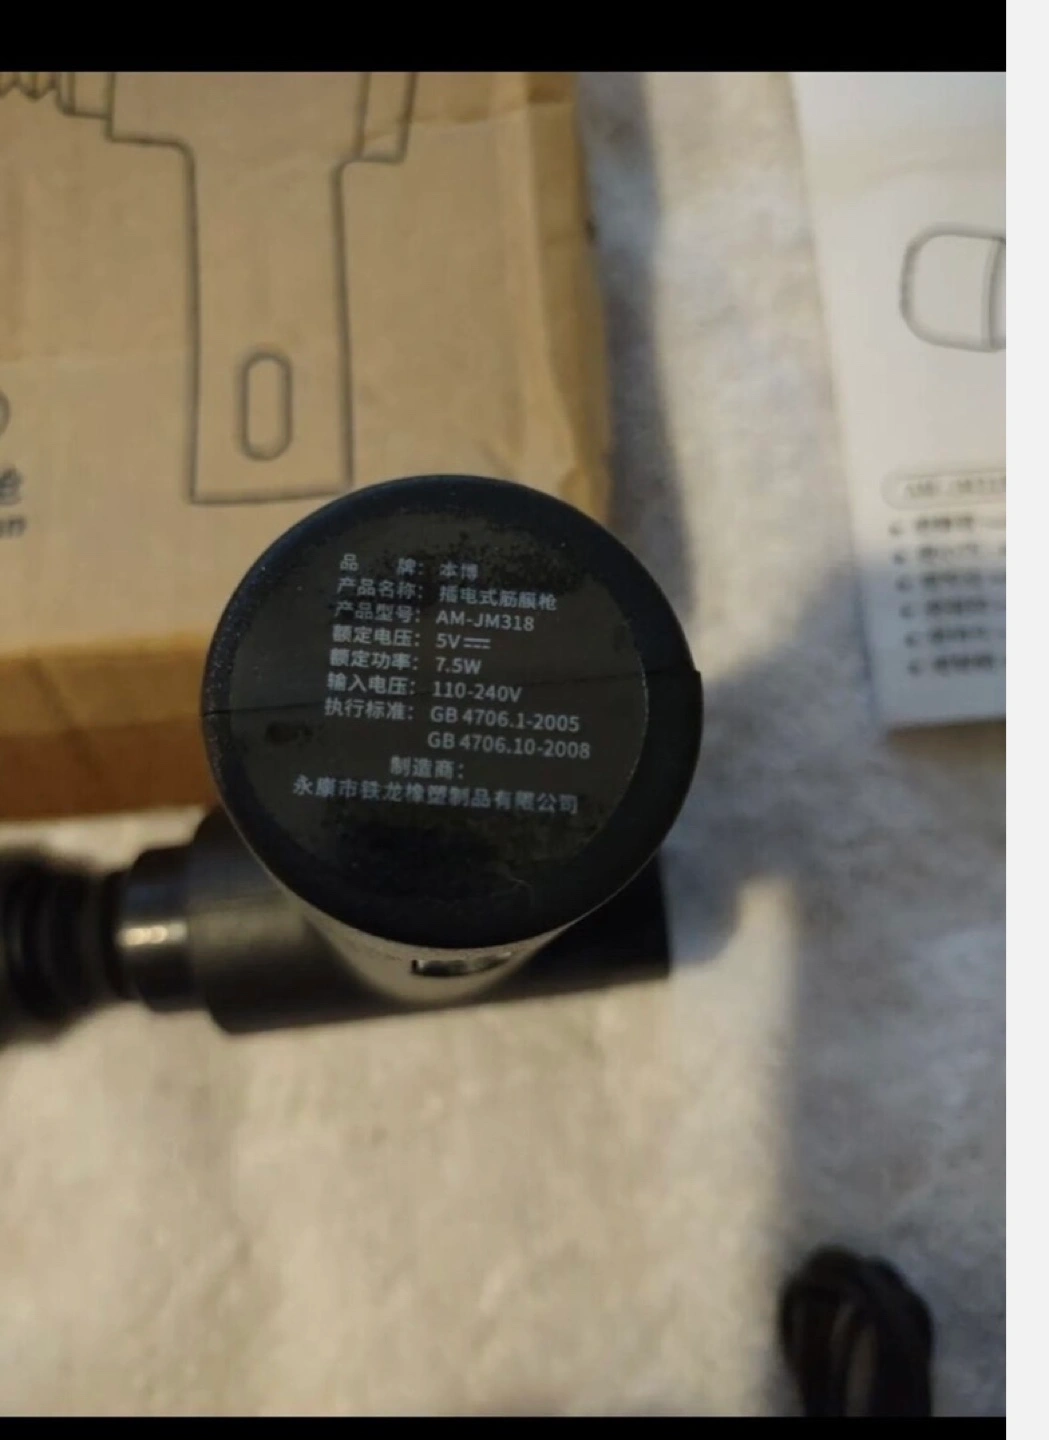 品 牌：本博
产品名称：插电式筋膜枪
产品型号：AM-JM318
额定电压：5V⎓
额定功率：7.5W
输入电压：110-240V
执行标准：GB 4706.1-2005
GB 4706.10-2008
制造商：
永康市铁龙橡塑制品有限公司